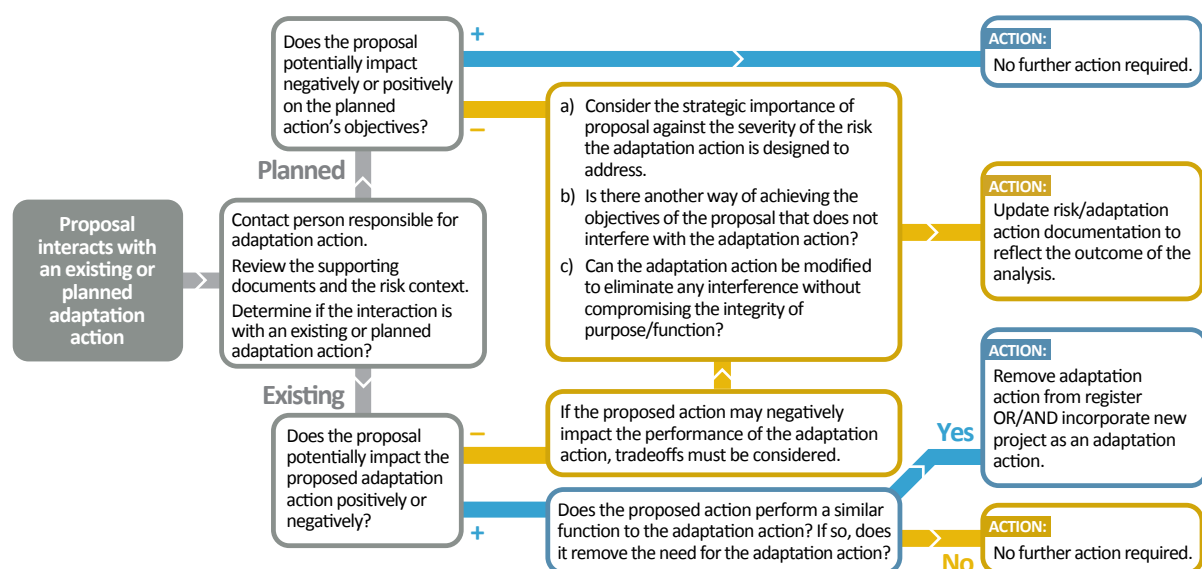 Proposal
interacts with
an existing or
planned
adaptation
action
Contact person responsible for
adaptation action.
Review the supporting
documents and the risk context.
Determine if the interaction is
with an existing or planned
adaptation action?
Planned
Does the proposal
potentially impact
negatively or positively
on the planned
action's objectives?
+
ACTION:
No further action required.
–
a) Consider the strategic importance of
proposal against the severity of the risk
the adaptation action is designed to
address.
b) Is there another way of achieving the
objectives of the proposal that does not
interfere with the adaptation action?
c) Can the adaptation action be modified
to eliminate any interference without
compromising the integrity of
purpose/function?
ACTION:
Update risk/adaptation
action documentation to
reflect the outcome of the
analysis.
Existing
Does the proposal
potentially impact the
proposed adaptation
action positively or
negatively?
–
If the proposed action may negatively
impact the performance of the adaptation
action, tradeoffs must be considered.
+
Does the proposed action perform a similar
function to the adaptation action? If so, does
it remove the need for the adaptation action?
Yes
ACTION:
Remove adaptation
action from register
OR/AND incorporate new
project as an adaptation
action.
No
ACTION:
No further action required.